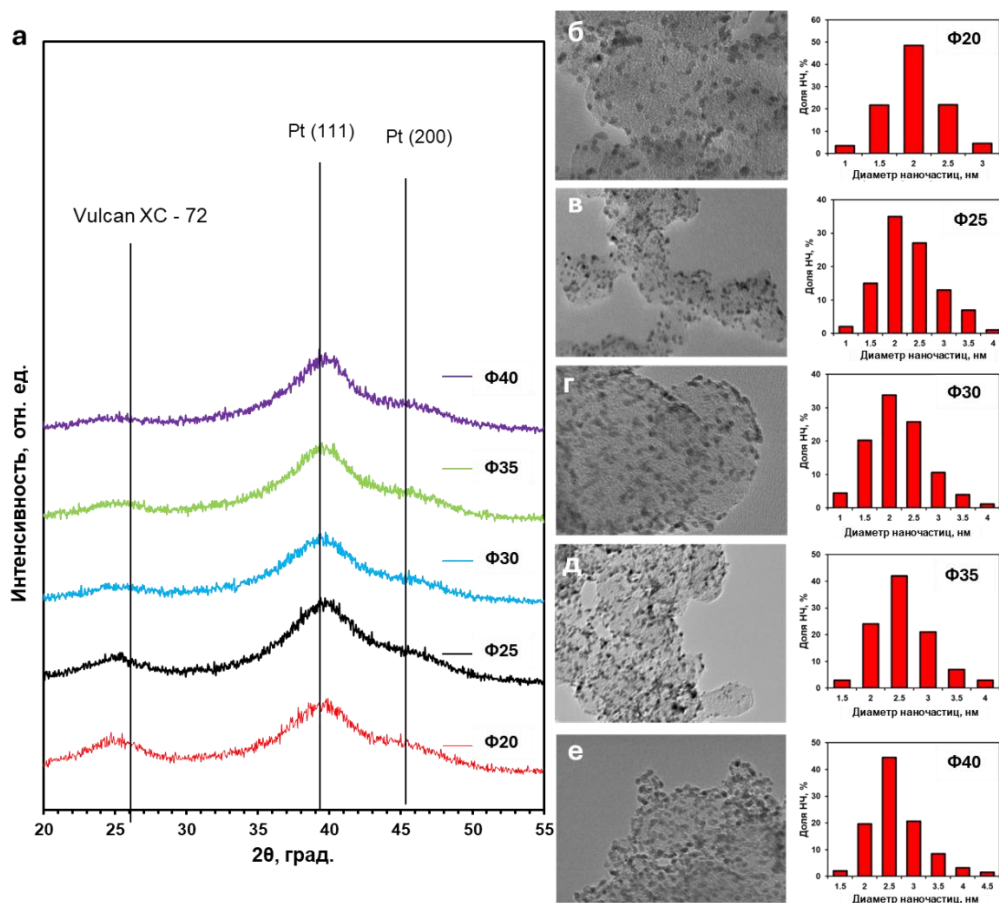 а
Pt (111)
Pt (200)
Vulcan XC - 72
Интенсивность, отн. ед.
Ф40
Ф35
Ф30
Ф25
Ф20
20 25 30 35 40 45 50 55
2θ, град.
б
Ф20
Доля НЧ, %
60
50
40
30
20
10
0
1 1.5 2 2.5 3
Диаметр наночастиц, нм
в
Ф25
Доля НЧ, %
40
30
20
10
0
1 1.5 2 2.5 3 3.5 4
Диаметр наночастиц, нм
г
Ф30
Доля НЧ, %
40
30
20
10
0
1 1.5 2 2.5 3 3.5 4
Диаметр наночастиц, нм
д
Ф35
Доля НЧ, %
50
40
30
20
10
0
1.5 2 2.5 3 3.5 4
Диаметр наночастиц, нм
е
Ф40
Доля НЧ, %
50
40
30
20
10
0
1.5 2 2.5 3 3.5 4 4.5
Диаметр наночастиц, нм